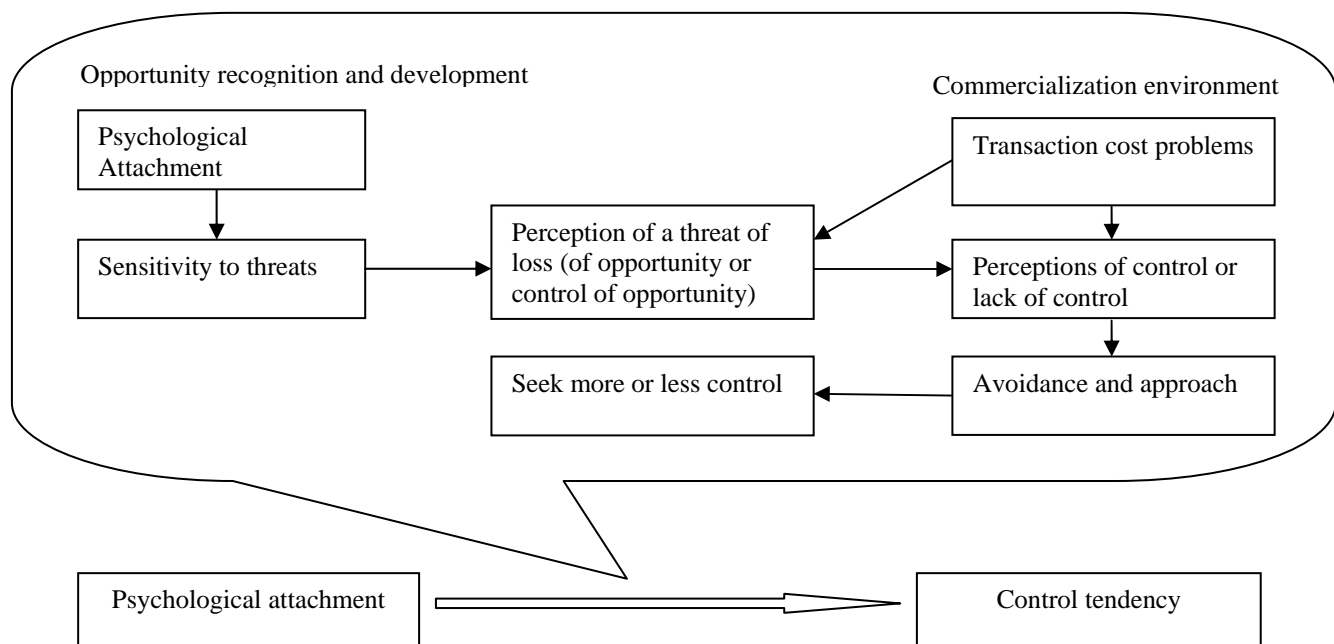 Opportunity recognition and development
Commercialization environment
Psychological
Attachment
Transaction cost problems
Sensitivity to threats
Perception of a threat of
loss (of opportunity or
control of opportunity)
Perceptions of control or
lack of control
Seek more or less control
Avoidance and approach
Psychological attachment
Control tendency